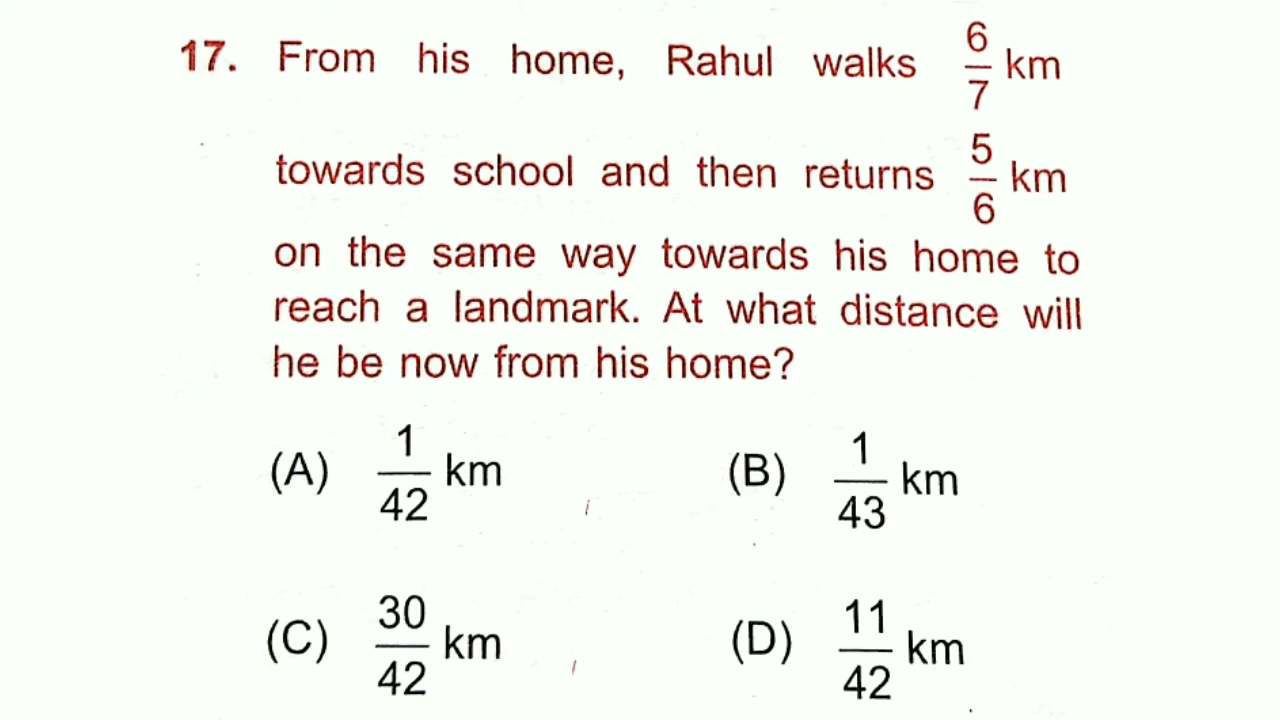 17. From his home, Rahul walks 6/7 km
towards school and then returns 5/6 km
on the same way towards his home to
reach a landmark. At what distance will
he be now from his home?
(A) 1/42 km (B) 1/43 km
(C) 30/42 km (D) 11/42 km